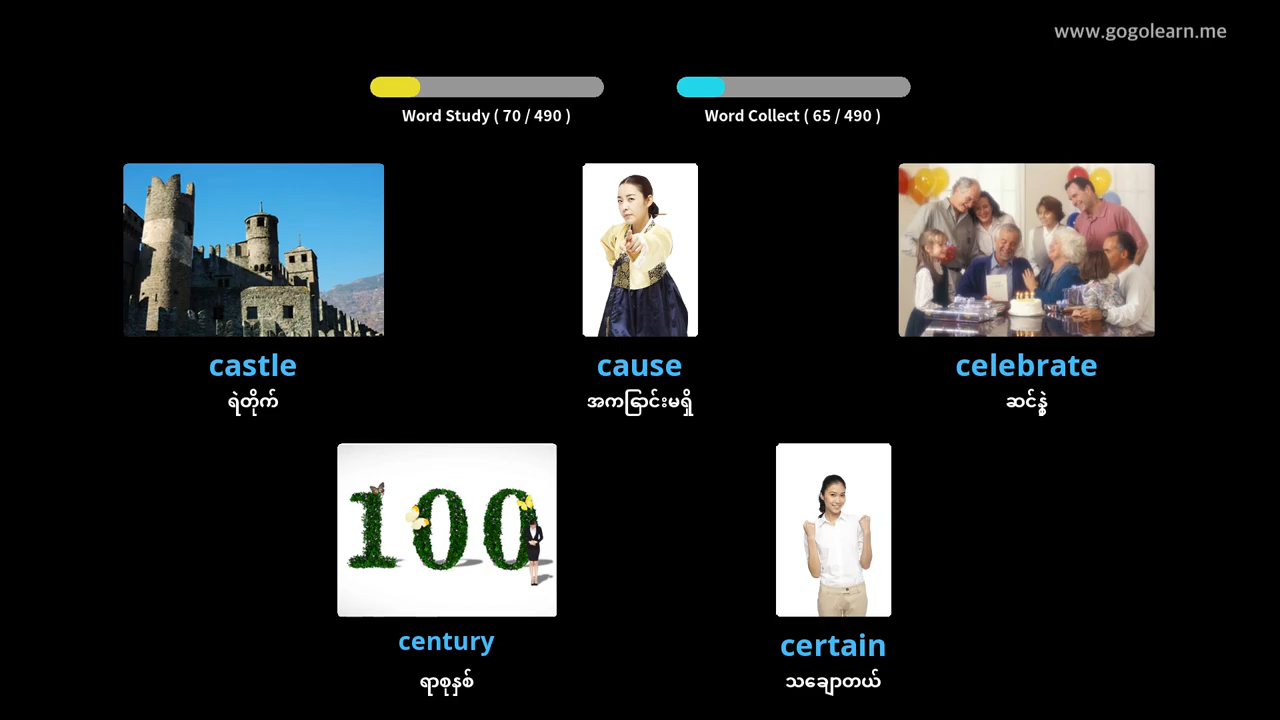 www.gogolearn.me
Word Study ( 70 / 490 )
Word Collect ( 65 / 490 )
castle
cause
celebrate
ရဲတိုက်
အကြောင်းမရှိ
ဆင်နွှဲ
century
certain
ရာစုနှစ်
သချောတယ်